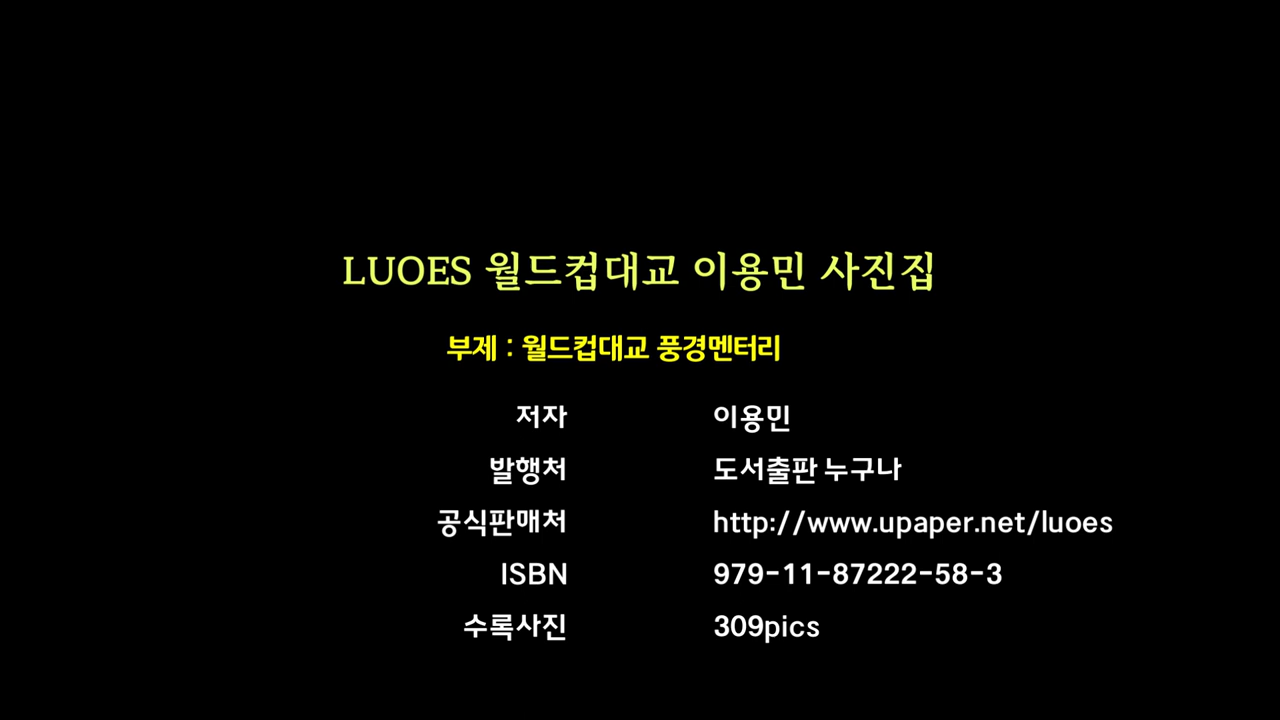 LUOES 월드컵대교 이용민 사진집
부제 : 월드컵대교 풍경멘터리
저자 이용민
발행처 도서출판 누구나
공식판매처 http://www.upaper.net/luoes
ISBN 979-11-87222-58-3
수록사진 309pics